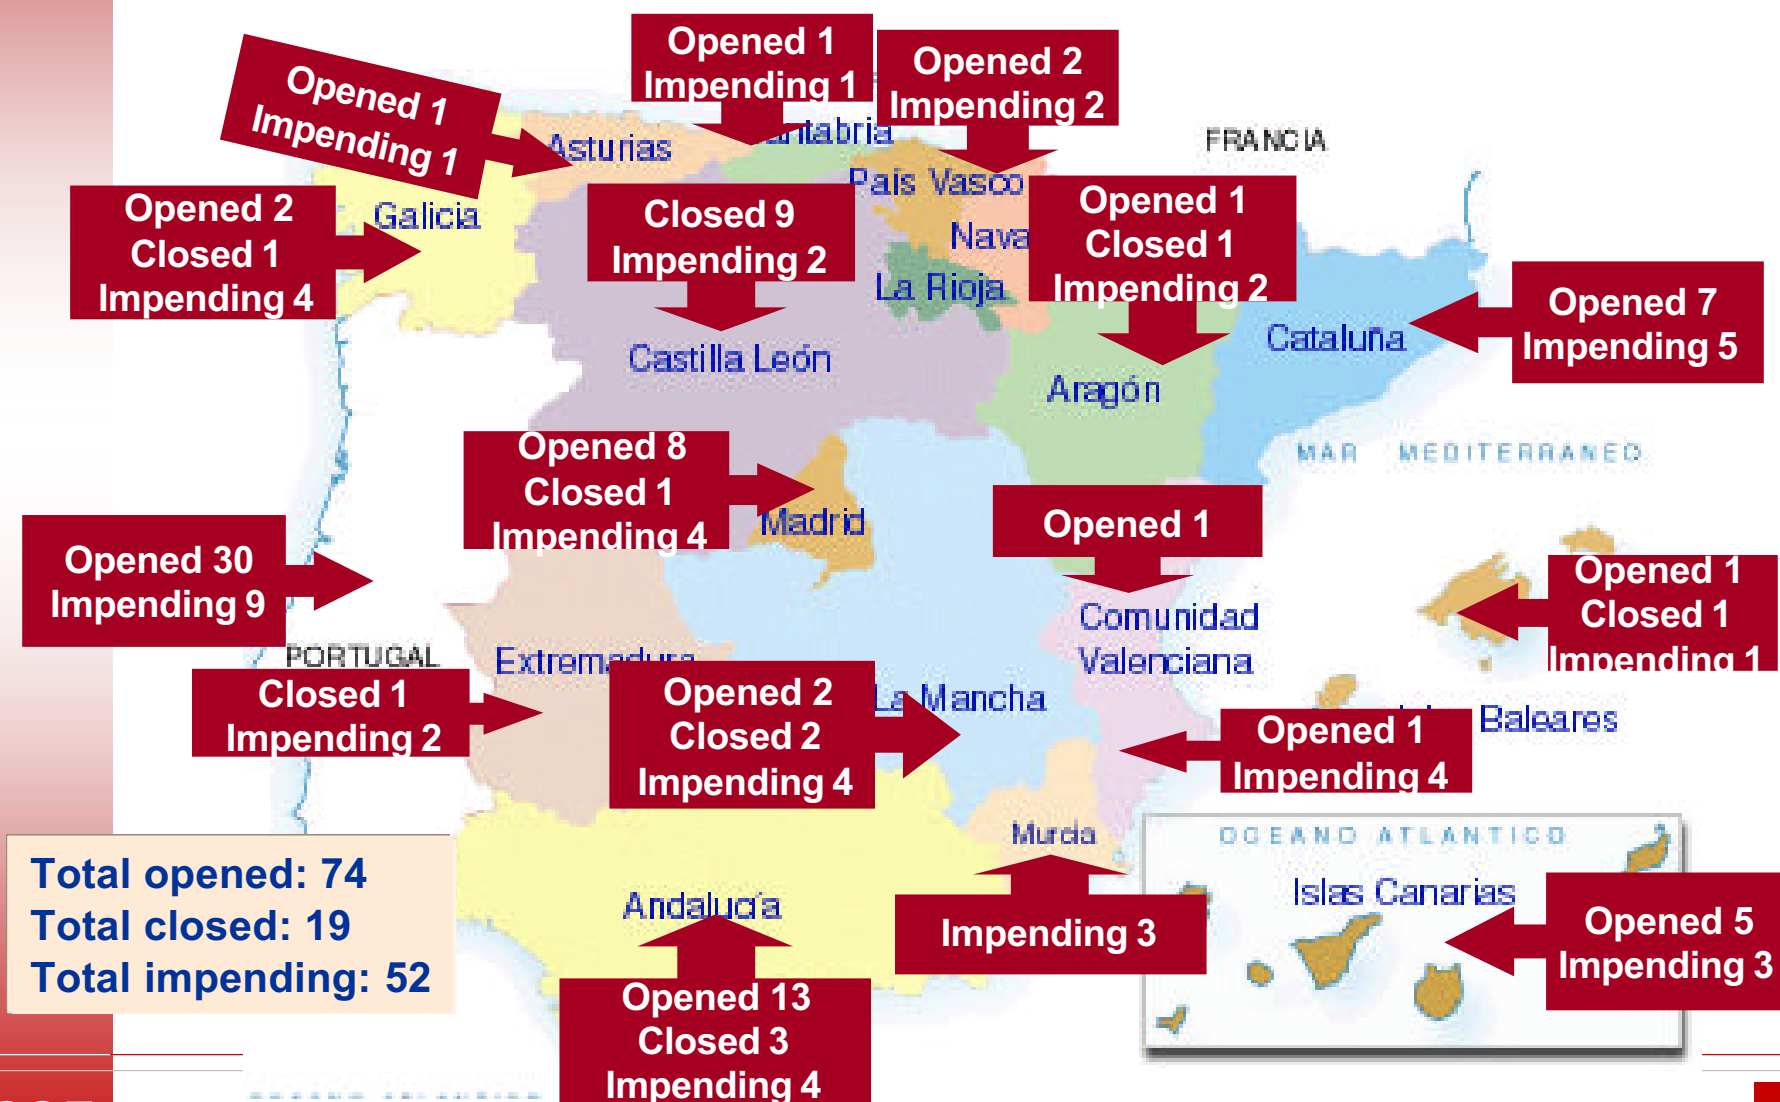 Opened 1
Impending 1
Opened 2
Impending 2
Opened 1
Impending 1
FRANCIA
Asturias
País Vasco
Opened 2
Closed 1
Impending 4
Galicia
Closed 9
Impending 2
Opened 1
Closed 1
Impending 2
Nava
La Rioja
Opened 7
Impending 5
Cataluña
Castilla León
Aragón
MAR MEDITERRANEO
Opened 8
Closed 1
Impending 4
Madrid
Opened 1
Opened 30
Impending 9
Opened 1
Closed 1
Impending 1
Comunidad
Valenciana
PORTUGAL
Extremadura
Closed 1
Impending 2
Opened 2
Closed 2
Impending 4
La Mancha
Baleares
Opened 1
Impending 4
Murcia
OCEANO ATLANTICO
Islas Canarias
Total opened: 74
Total closed: 19
Total impending: 52
Andalucía
Impending 3
Opened 5
Impending 3
Opened 13
Closed 3
Impending 4